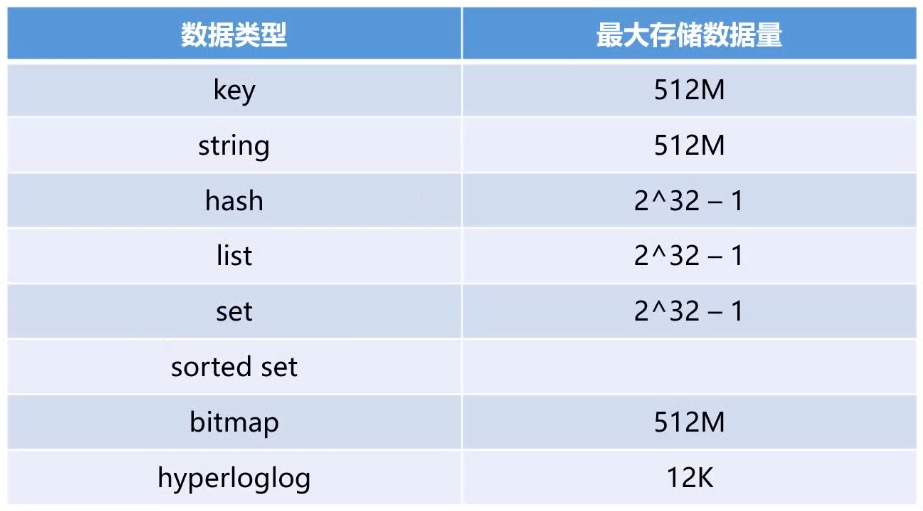 数据类型 最大存储数据量
key 512M
string 512M
hash 2^32 – 1
list 2^32 – 1
set 2^32 – 1
sorted set
bitmap 512M
hyperloglog 12K